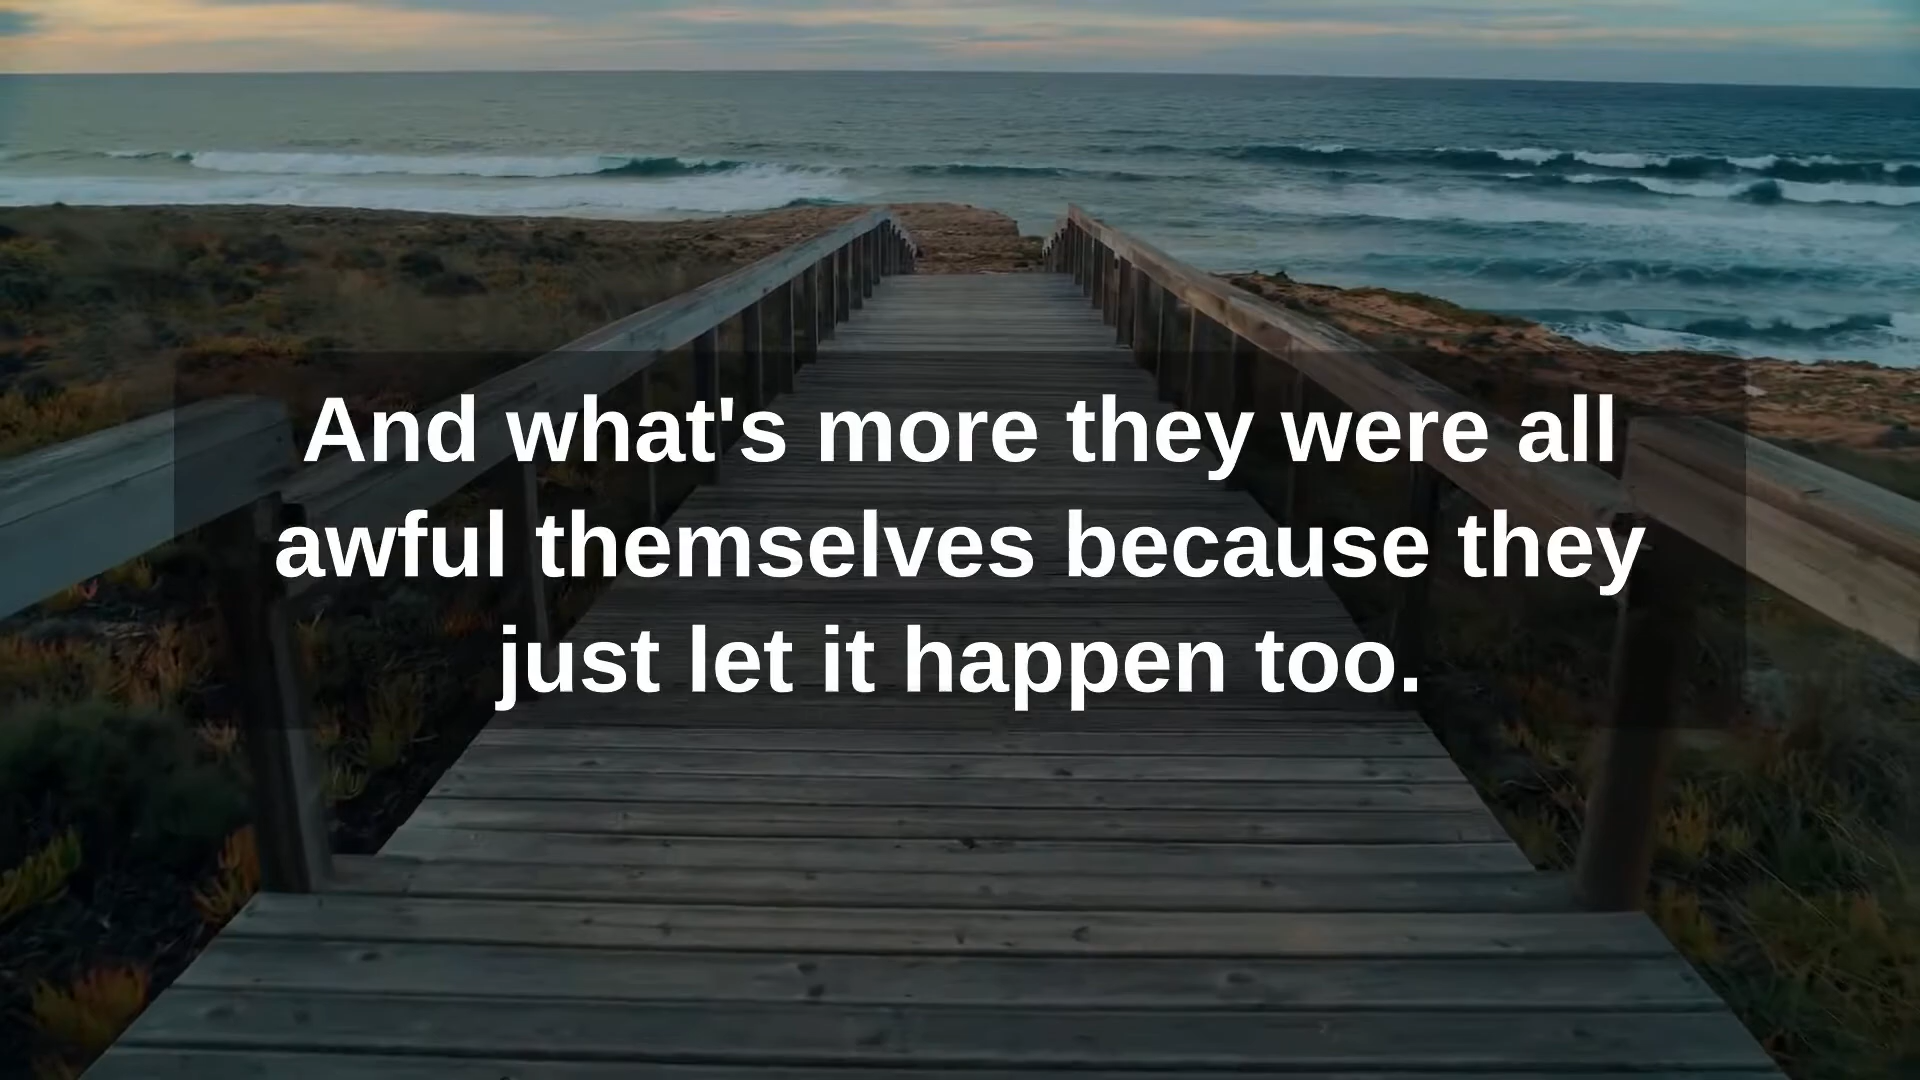 And what's more they were all
awful themselves because they
just let it happen too.